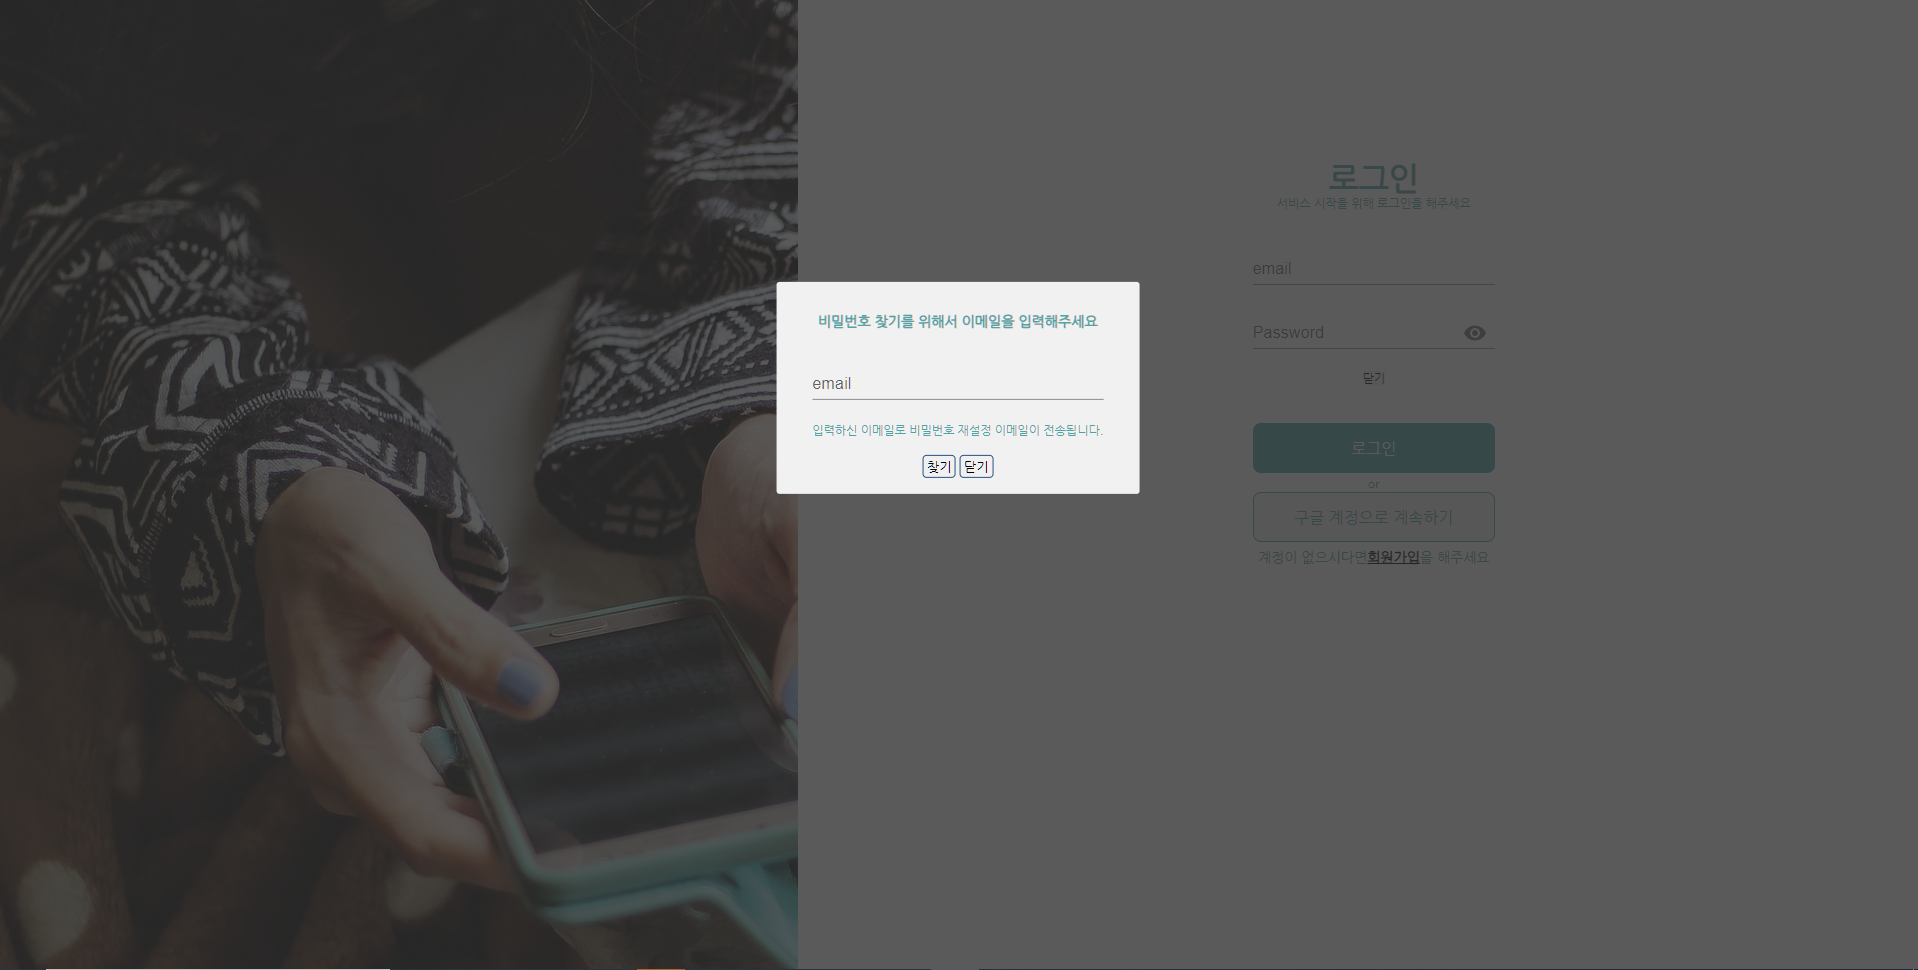 로그인
서비스 시작을 위해 로그인을 해주세요
email
Password
닫기
로그인
or
구글 계정으로 계속하기
계정이 없으시다면회원가입을 해주세요
비밀번호 찾기를 위해서 이메일을 입력해주세요
email
입력하신 이메일로 비밀번호 재설정 이메일이 전송됩니다.
찾기 닫기